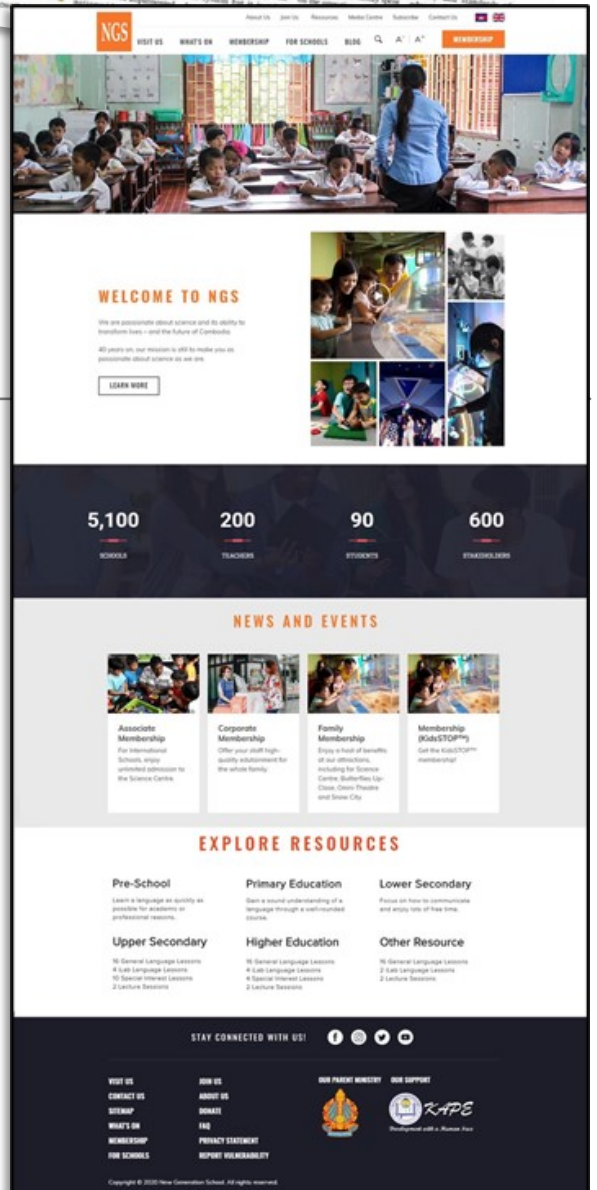 About Us Join Us Resources Media Centre Subscribe Contact Us
NGS
VISIT US WHAT'S ON MEMBERSHIP FOR SCHOOLS BLOG A⁻ A⁺ MEMBERSHIP
WELCOME TO NGS
We are passionate about science and its ability to
transform lives – and the future of Cambodia.
40 years on, our mission is still to make you as
passionate about science as we are.
LEARN MORE
5,100 200 90 600
SCHOOLS TEACHERS STUDENTS STAKEHOLDERS
NEWS AND EVENTS
Associate
Membership
For International
Schools, enjoy
unlimited admission to
the Science Centre.
Corporate
Membership
Offer your staff high-
quality edutainment for
the whole family.
Family
Membership
Enjoy a host of benefits
at our attractions,
including for Science
Centre, Butterflies Up-
Close, Omni Theatre
and Snow City.
Membership
(KidsSTOP™)
Get the KidsSTOP™
membership!
EXPLORE RESOURCES
Pre-School
Learn a language as quickly as
possible for academic or
professional reasons.
Primary Education
Gain a sound understanding of a
language through a well-rounded
course.
Lower Secondary
Focus on how to communicate
and enjoy lots of free time.
Upper Secondary
16 General Language Lessons
4 iLab Language Lessons
10 Special Interest Lessons
2 Lecture Sessions
Higher Education
16 General Language Lessons
4 iLab Language Lessons
4 Special Interest Lessons
2 Lecture Sessions
Other Resource
16 General Language Lessons
2 iLab Language Lessons
2 Lecture Sessions
STAY CONNECTED WITH US!
VISIT US
CONTACT US
SITEMAP
WHAT'S ON
MEMBERSHIP
FOR SCHOOLS
JOIN US
ABOUT US
DONATE
FAQ
PRIVACY STATEMENT
REPORT VULNERABILITY
OUR PARENT MINISTRY OUR SUPPORT
KAPE
Development with a Human Face
Copyright © 2020 New Generation School. All rights reserved.